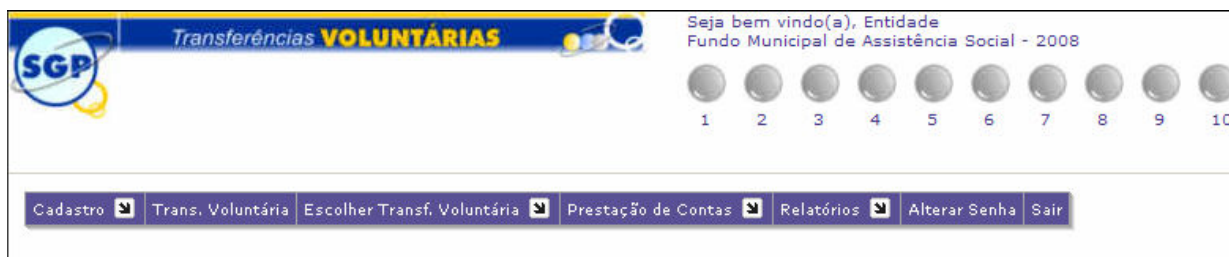 SGP
Transferências VOLUNTÁRIAS
Seja bem vindo(a), Entidade
Fundo Municipal de Assistência Social - 2008
1 2 3 4 5 6 7 8 9 10
Cadastro Trans. Voluntária Escolher Transf. Voluntária Prestação de Contas Relatórios Alterar Senha Sair